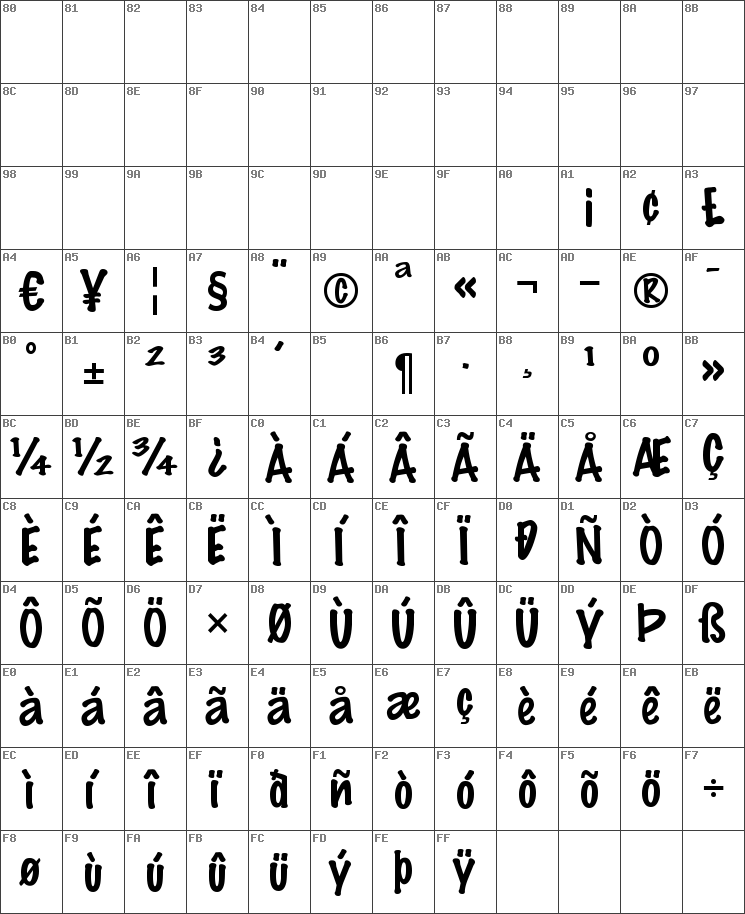 80 81 82 83 84 85 86 87 88 89 8A 8B
8C 8D 8E 8F 90 91 92 93 94 95 96 97
98 99 9A 9B 9C 9D 9E 9F A0 A1 A2 A3
¡ ¢ £
A4 A5 A6 A7 A8 A9 AA AB AC AD AE AF
€ ¥ ¦ § ¨ © ª « ¬ - ® ¯
B0 B1 B2 B3 B4 B5 B6 B7 B8 B9 BA BB
° ± ² ³ ´ ¶ · ¸ ¹ º »
BC BD BE BF C0 C1 C2 C3 C4 C5 C6 C7
¼ ½ ¾ ¿ À Á Â Ã Ä Å Æ Ç
C8 C9 CA CB CC CD CE CF D0 D1 D2 D3
È É Ê Ë Ì Í Î Ï Ð Ñ Ò Ó
D4 D5 D6 D7 D8 D9 DA DB DC DD DE DF
Ô Õ Ö × Ø Ù Ú Û Ü Ý Þ ß
E0 E1 E2 E3 E4 E5 E6 E7 E8 E9 EA EB
à á â ã ä å æ ç è é ê ë
EC ED EE EF F0 F1 F2 F3 F4 F5 F6 F7
ì í î ï ð ñ ò ó ô õ ö ÷
F8 F9 FA FB FC FD FE FF
ø ù ú û ü ý þ ÿ